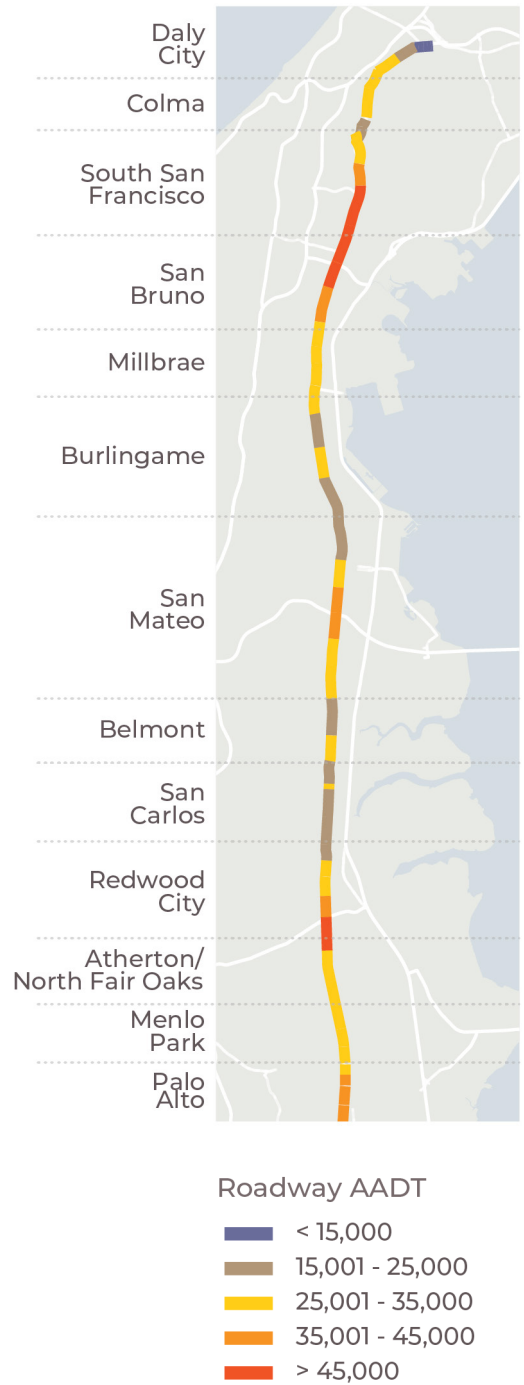 Daly
City
Colma
South San
Francisco
San
Bruno
Millbrae
Burlingame
San
Mateo
Belmont
San
Carlos
Redwood
City
Atherton/
North Fair Oaks
Menlo
Park
Palo
Alto
Roadway AADT
< 15,000
15,001 - 25,000
25,001 - 35,000
35,001 - 45,000
> 45,000